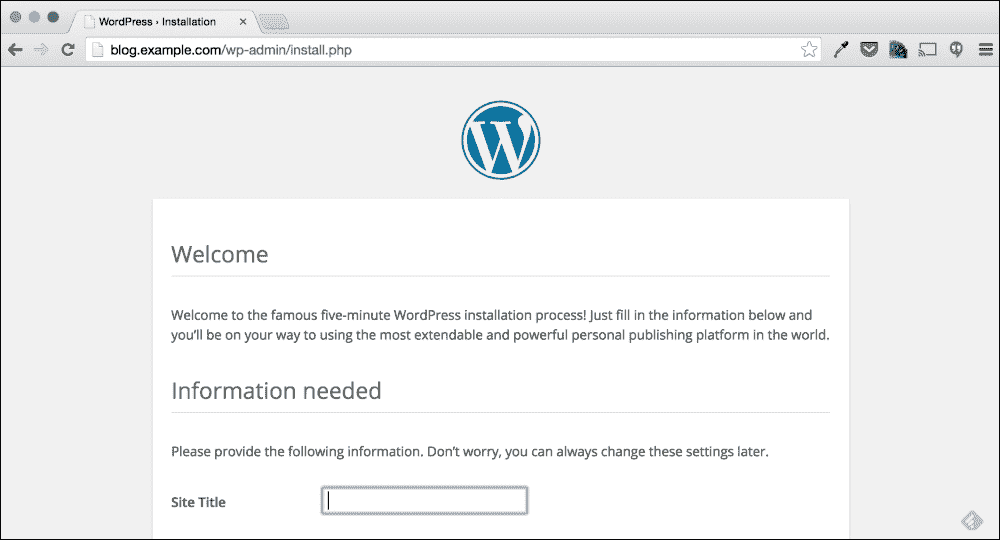 WordPress › Installation
blog.example.com/wp-admin/install.php
W
Welcome
Welcome to the famous five-minute WordPress installation process! Just fill in the information below and
you’ll be on your way to using the most extendable and powerful personal publishing platform in the world.
Information needed
Please provide the following information. Don’t worry, you can always change these settings later.
Site Title